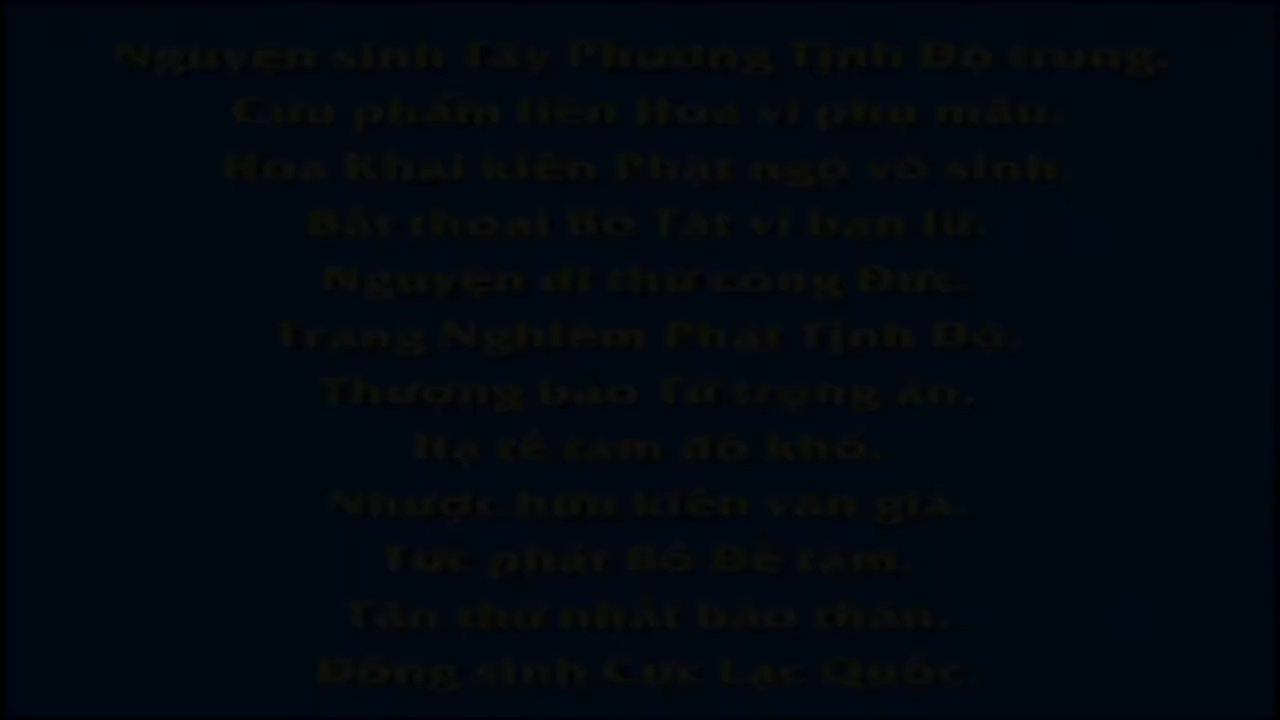 Nguyện sinh Tây Phương Tịnh Độ trung.
Cửu phẩm liên Hoa vi phụ mẫu.
Hoa Khai kiến Phật ngộ vô sinh.
Bất thoái Bồ Tát vi bạn lữ.
Nguyện dĩ thử công Đức.
Trang Nghiêm Phật Tịnh Độ.
Thượng báo Tứ trọng ân.
Hạ tế tam đồ khổ.
Nhược hữu kiến văn giả.
Tức phát Bồ Đề tâm.
Tận thử nhất báo thân.
Đồng sinh Cực Lạc Quốc.